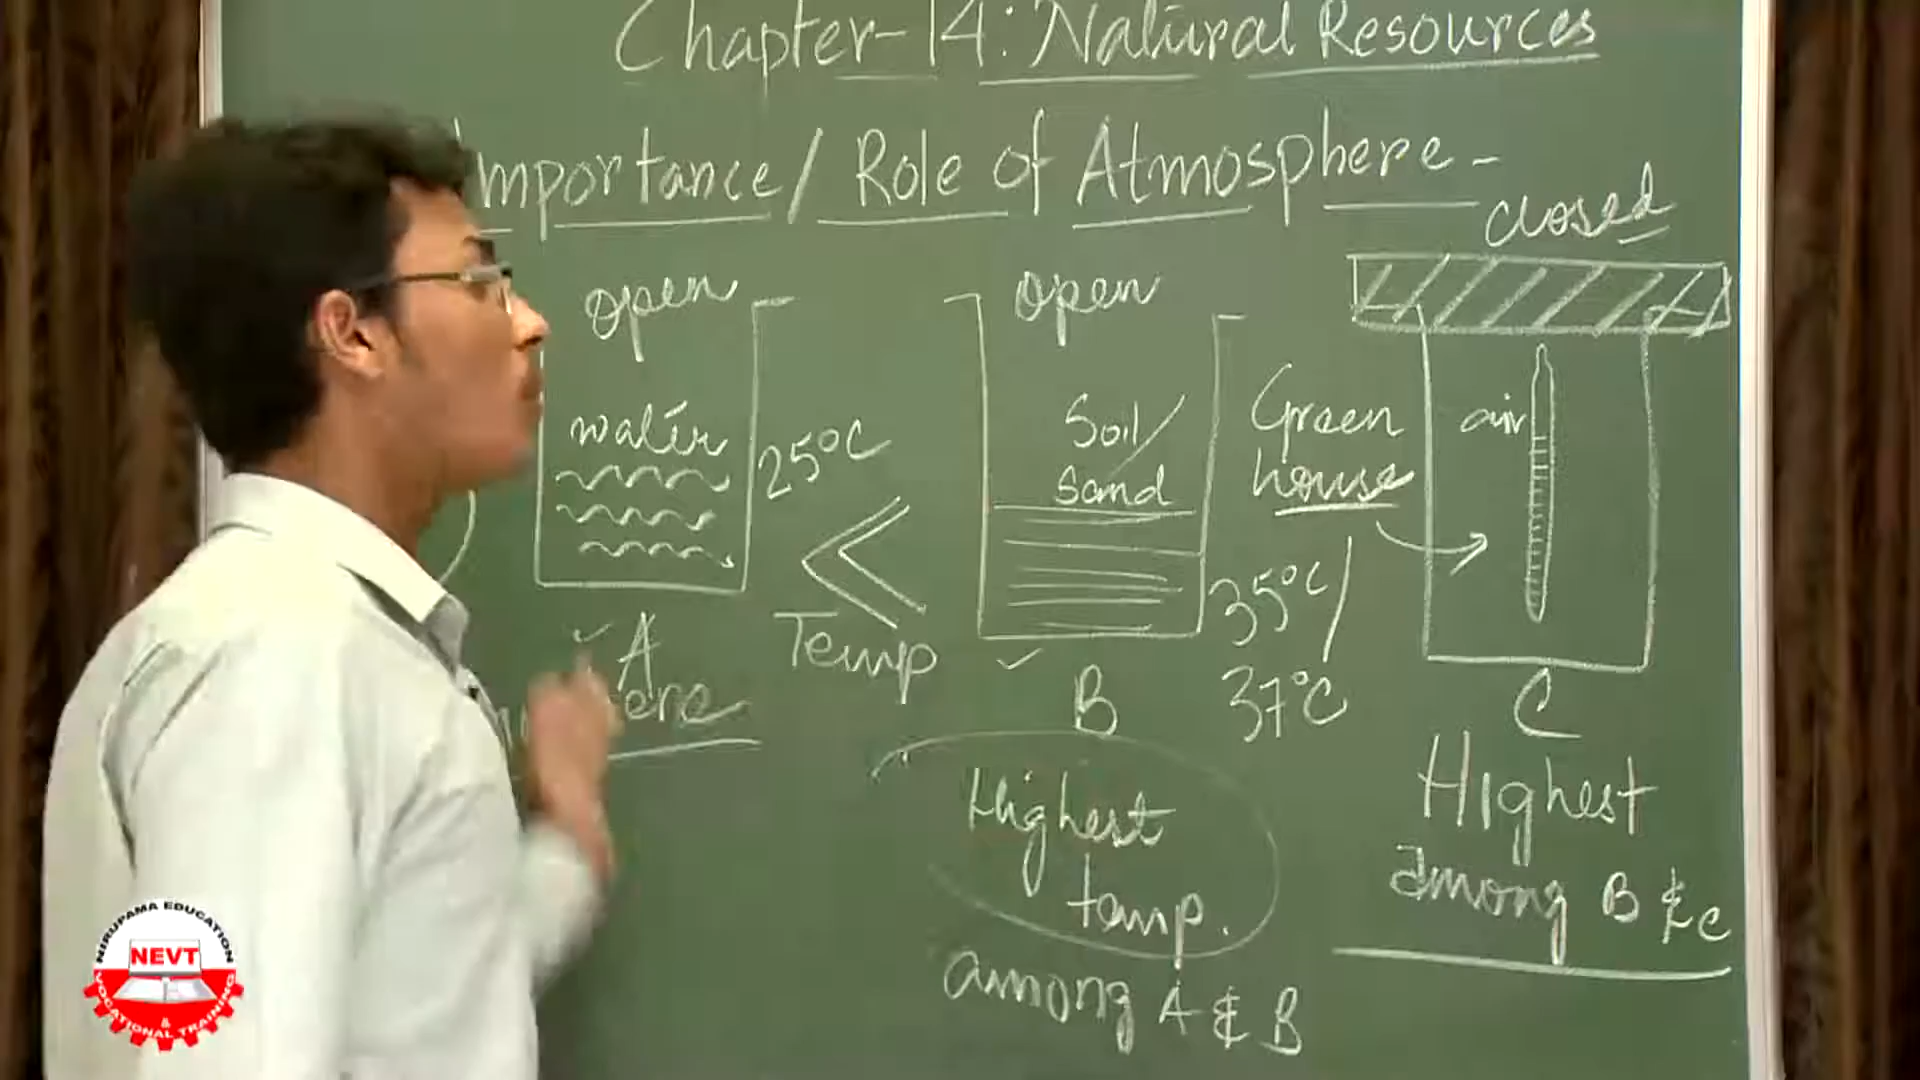 Chapter-14: Natural Resources
Importance/ Role of Atmosphere -
open
water
25°C
Temp
A
open
Soil/
Sand
B
35°C/
37°C
Highest
temp.
among A & B
Green
house
closed
air
C
Highest
among B & C
NIRUPAMA EDUCATION
NEVT
&
VOCATIONAL TRAINING